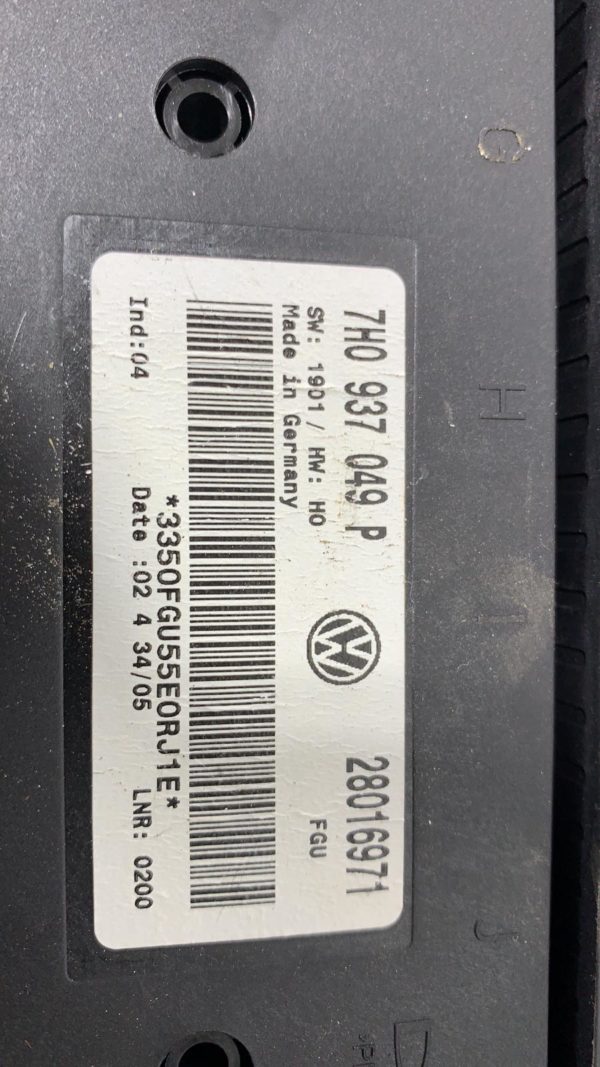 G
H
I
J
7H0 937 049 P
28016971
SW: 1901 / HW: H0
FGU
Made in Germany
*3350FGU55E0RJ1E*
Ind:04
Date :02 4 34/05
LNR: 0200